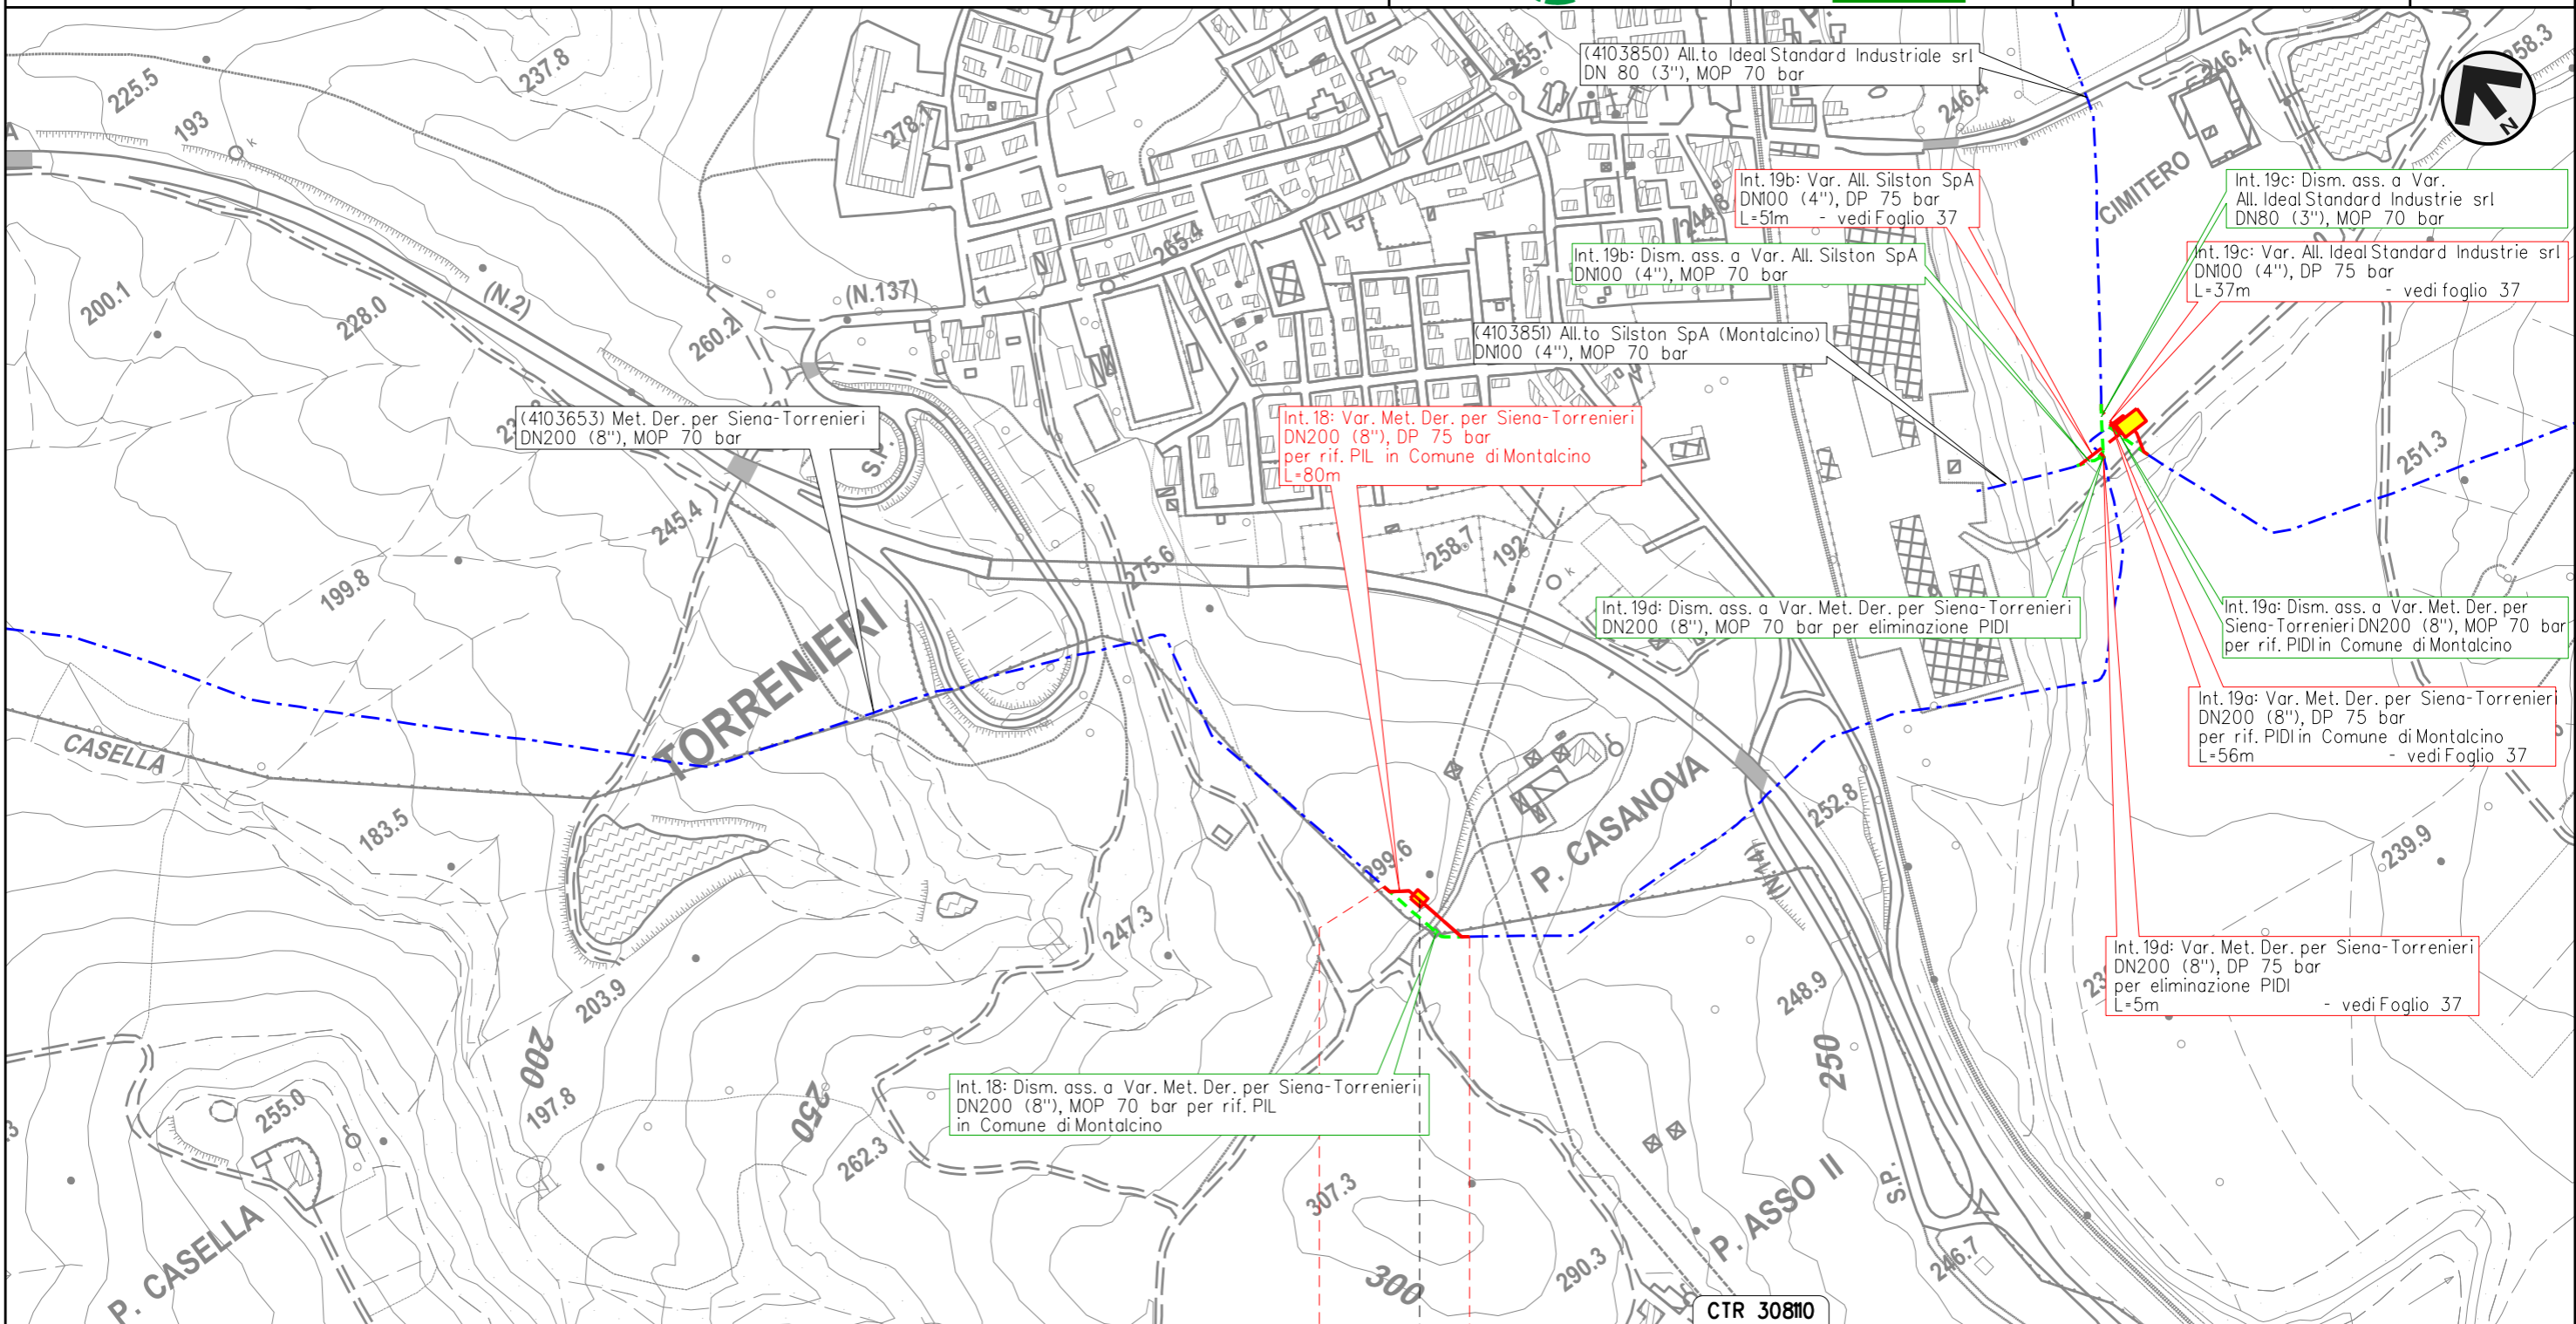 (4103850) All.to Ideal Standard Industriale srl
DN 80 (3"), MOP 70 bar
Int. 19b: Var. All. Silston SpA
DN100 (4"), DP 75 bar
L=51m - vedi Foglio 37
Int. 19c: Dism. ass. a Var.
All. Ideal Standard Industrie srl
DN80 (3"), MOP 70 bar
Int. 19b: Dism. ass. a Var. All. Silston SpA
DN100 (4"), MOP 70 bar
Int. 19c: Var. All. Ideal Standard Industrie srl
DN100 (4"), DP 75 bar
L=37m - vedi foglio 37
(4103851) All.to Silston SpA (Montalcino)
DN100 (4"), MOP 70 bar
(4103653) Met. Der. per Siena-Torrenieri
DN200 (8"), MOP 70 bar
Int. 18: Var. Met. Der. per Siena-Torrenieri
DN200 (8"), DP 75 bar
per rif. PIL in Comune di Montalcino
L=80m
Int. 19d: Dism. ass. a Var. Met. Der. per Siena-Torrenieri
DN200 (8"), MOP 70 bar per eliminazione PIDI
Int. 19a: Dism. ass. a Var. Met. Der. per
Siena-Torrenieri DN200 (8"), MOP 70 bar
per rif. PIDI in Comune di Montalcino
Int. 19a: Var. Met. Der. per Siena-Torrenieri
DN200 (8"), DP 75 bar
per rif. PIDI in Comune di Montalcino
L=56m - vedi Foglio 37
Int. 19d: Var. Met. Der. per Siena-Torrenieri
DN200 (8"), DP 75 bar
per eliminazione PIDI
L=5m - vedi Foglio 37
Int. 18: Dism. ass. a Var. Met. Der. per Siena-Torrenieri
DN200 (8"), MOP 70 bar per rif. PIL
in Comune di Montalcino
225.5
193
237.8
278.1
255.7
246.4
246.4
258.3
N
CIMITERO
k
200.1
228.0
(N.2)
260.2
(N.137)
k
265.4
244.8
S.P.
245.4
199.8
275.6
258.7
192
k
251.3
TORRENIERI
CASELLA
183.5
299.6
P. CASANOVA
252.8
(N.14)
239.9
247.3
203.9
200
197.8
248.9
250
250
262.3
255.0
P. CASELLA
307.3
300
290.3
P. ASSO II
S.P.
246.7
CTR 308110